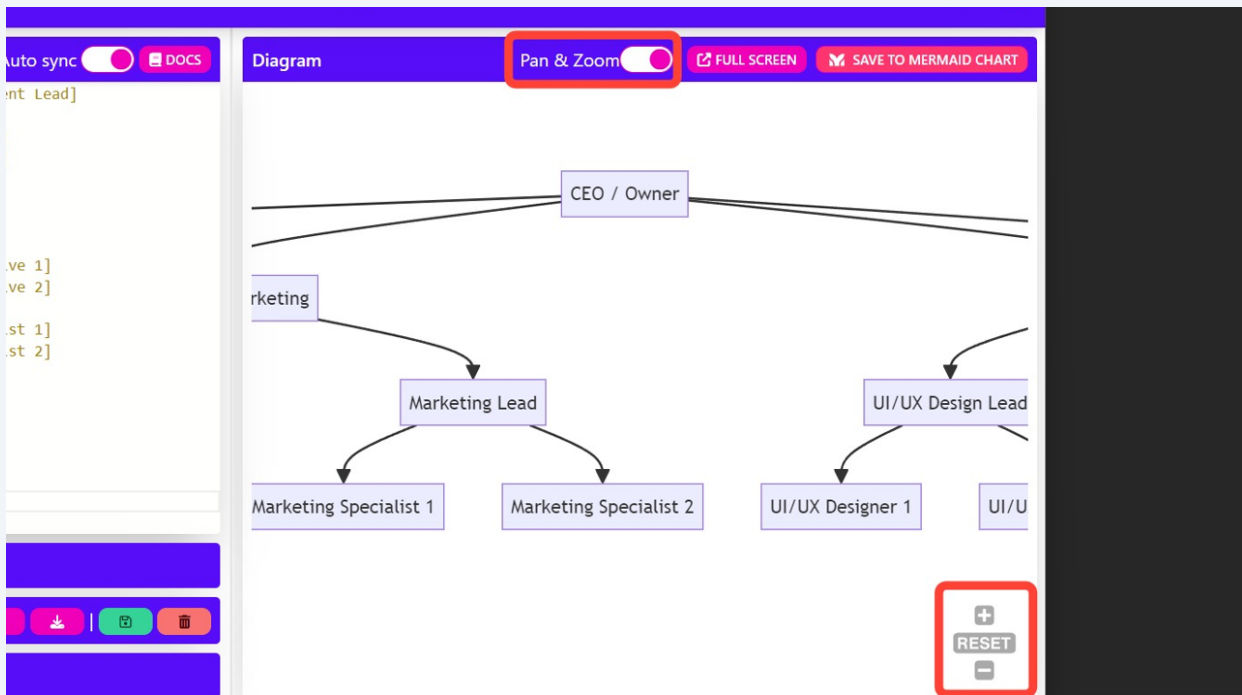 Auto sync
DOCS
Diagram
Pan & Zoom
FULL SCREEN
SAVE TO MERMAID CHART
ent Lead]
ve 1]
ve 2]
st 1]
st 2]
CEO / Owner
rketing
Marketing Lead
UI/UX Design Lead
Marketing Specialist 1
Marketing Specialist 2
UI/UX Designer 1
UI/U
RESET